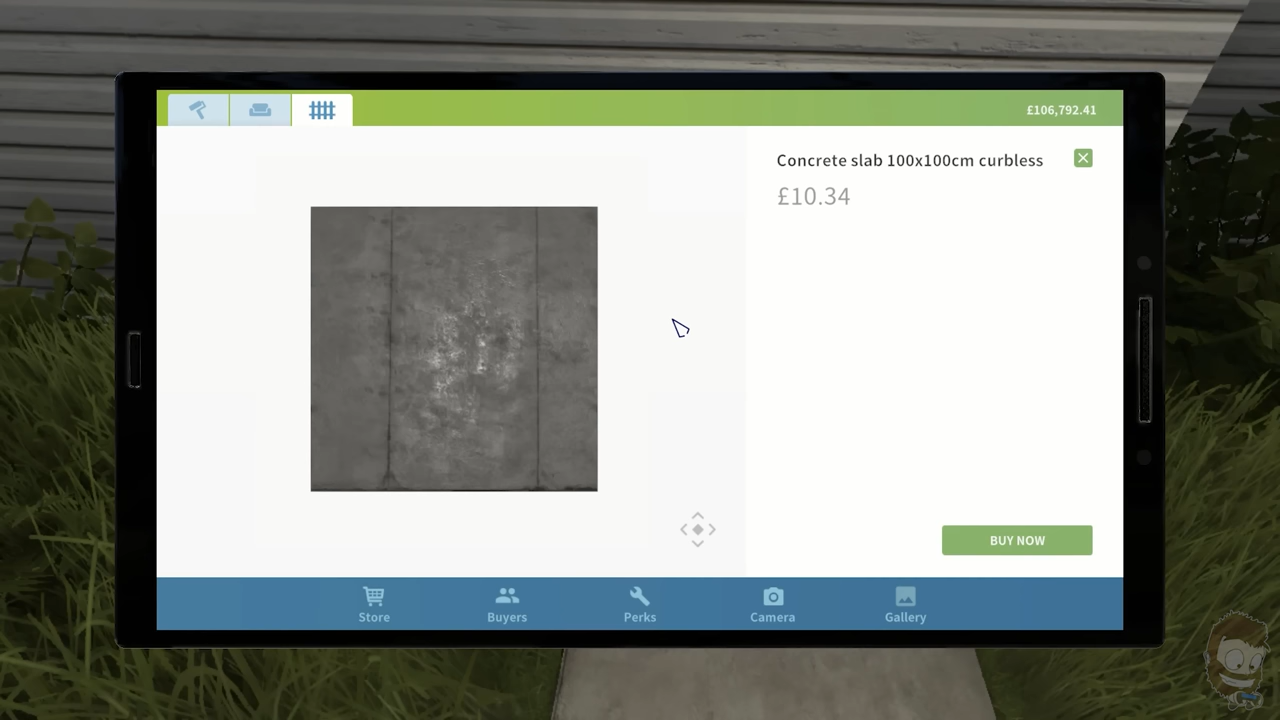 £106,792.41
Concrete slab 100x100cm curbless
£10.34
BUY NOW
Store
Buyers
Perks
Camera
Gallery